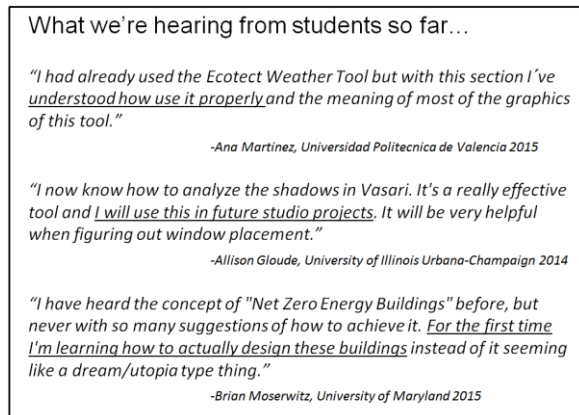 What we're hearing from students so far…
“I had already used the Ecotect Weather Tool but with this section I´ve
understood how use it properly and the meaning of most of the graphics
of this tool.”
-Ana Martinez, Universidad Politecnica de Valencia 2015
“I now know how to analyze the shadows in Vasari. It's a really effective
tool and I will use this in future studio projects. It will be very helpful
when figuring out window placement.”
-Allison Gloude, University of Illinois Urbana-Champaign 2014
“I have heard the concept of "Net Zero Energy Buildings" before, but
never with so many suggestions of how to achieve it. For the first time
I'm learning how to actually design these buildings instead of it seeming
like a dream/utopia type thing.”
-Brian Moserwitz, University of Maryland 2015